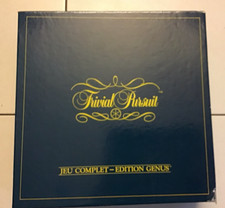 Trivial Pursuit
JEU COMPLET – EDITION GENUS